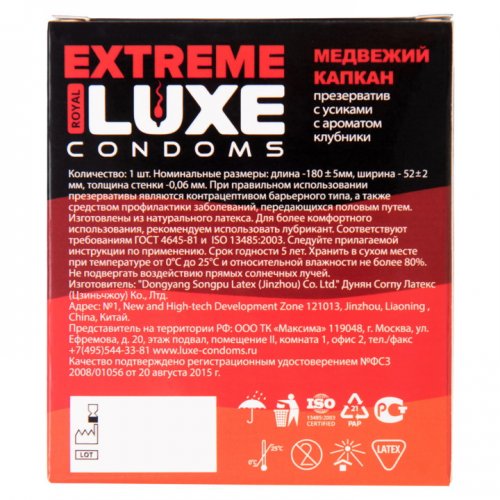 EXTREME
ROYAL
LUXE
CONDOMS
МЕДВЕЖИЙ
КАПКАН
презерватив
с усиками
с ароматом
клубники
Количество: 1 шт. Номинальные размеры: длина -180±5мм, ширина - 52±2
мм, толщина стенки -0,06 мм. При правильном использовании
презервативы являются контрацептивом барьерного типа, а также
средством профилактики заболеваний, передающихся половым путем.
Изготовлены из натурального латекса. Для более комфортного
использования, рекомендуем использовать лубрикант. Соответствуют
требованиям ГОСТ 4645-81 и ISO 13485:2003. Следуйте прилагаемой
инструкции по применению. Срок годности 5 лет. Хранить в сухом месте
при температуре от 0°С до 25°С и относительной влажности не более 80%.
Не подвергать воздействию прямых солнечных лучей.
Изготовитель: "Dongyang Songpu Latex (Jinzhou) Co." Ltd." Дунян Согпу Латекс
(Цзиньчжоу) Ко., Лтд.
Адрес: №1, New and High-tech Development Zone 121013, Jinzhou, Liaoning ,
China, Китай.
Представитель на территории РФ: ООО ТК «Максима» 119048, г. Москва, ул.
Ефремова, д. 20, этаж подвал, помещение II, комната 1, офис 2, тел./факс
+7(495)544-33-81 www.luxe-condoms.ru
Качество подтверждено регистрационным удостоверением №ФСЗ
2008/01056 от 20 августа 2015 г.
LOT
ISO
13485:2003
CERTIFIED
21
PAP
РСТ
0°C
25°C
LATEX